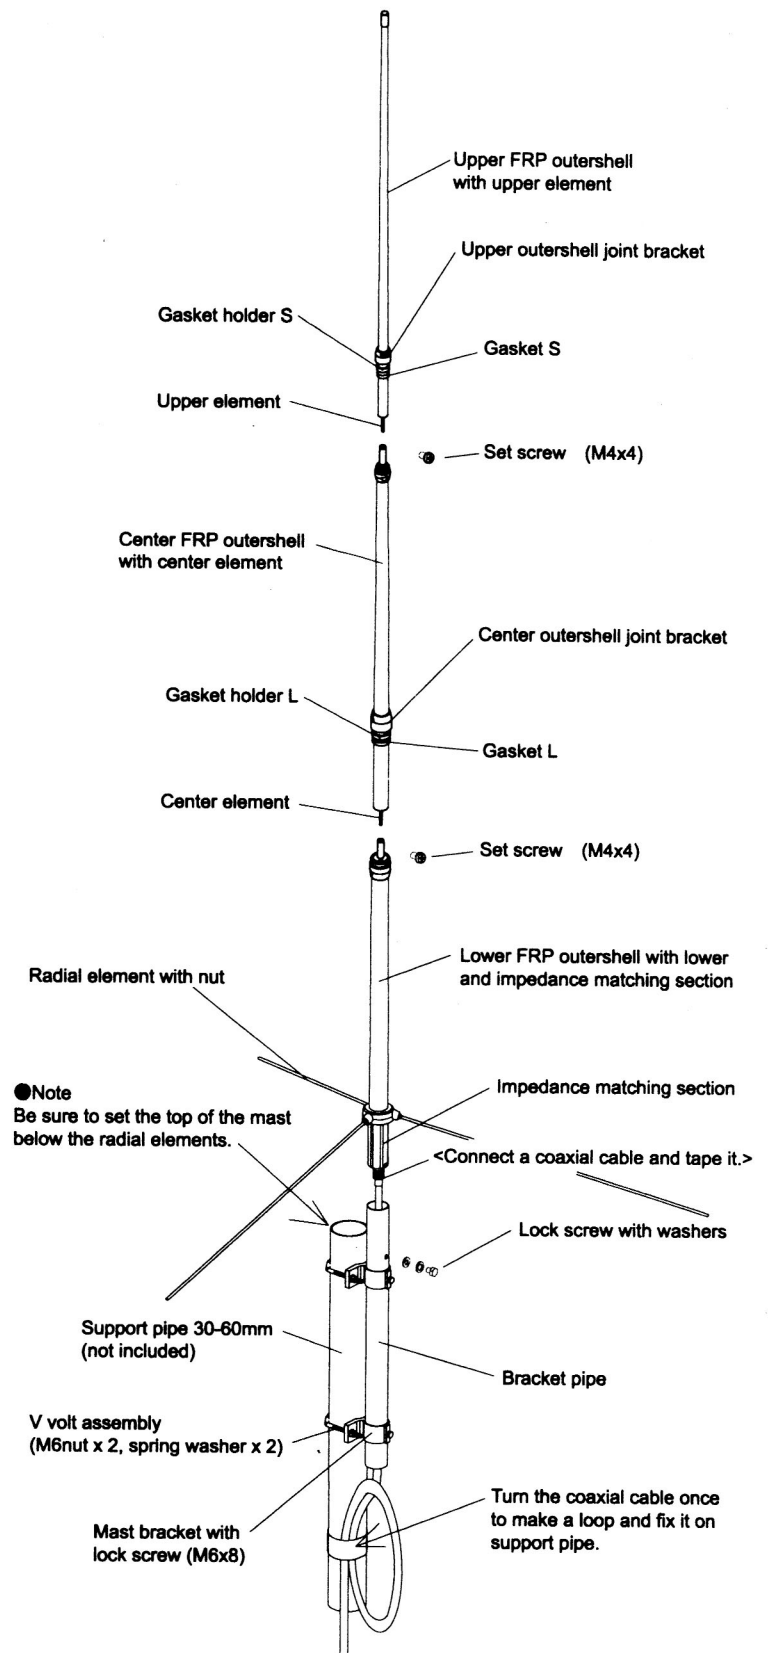 Upper FRP outershell
with upper element
Upper outershell joint bracket
Gasket holder S
Gasket S
Upper element
Set screw (M4x4)
Center FRP outershell
with center element
Center outershell joint bracket
Gasket holder L
Gasket L
Center element
Set screw (M4x4)
Lower FRP outershell with lower
and impedance matching section
Radial element with nut
●Note
Be sure to set the top of the mast
below the radial elements.
Impedance matching section
<Connect a coaxial cable and tape it.>
Lock screw with washers
Support pipe 30-60mm
(not included)
Bracket pipe
V volt assembly
(M6nut x 2, spring washer x 2)
Turn the coaxial cable once
to make a loop and fix it on
support pipe.
Mast bracket with
lock screw (M6x8)